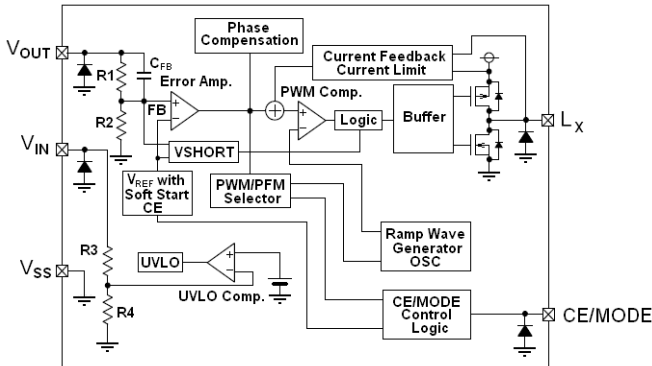 Phase
Compensation
VOUT
CFB
R1
Error Amp.
Current Feedback
Current Limit
PWM Comp.
FB
+
−
+
+
−
Logic
Buffer
LX
R2
VIN
VSHORT
VREF with
Soft Start
CE
PWM/PFM
Selector
Ramp Wave
Generator
OSC
R3
UVLO
+
−
VSS
UVLO Comp.
R4
CE/MODE
Control
Logic
CE/MODE